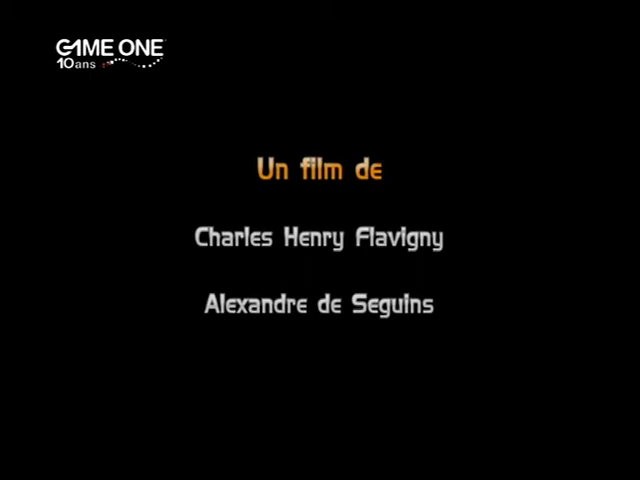 GAME ONE
10ans
Un film de
Charles Henry Flavigny
Alexandre de Seguins